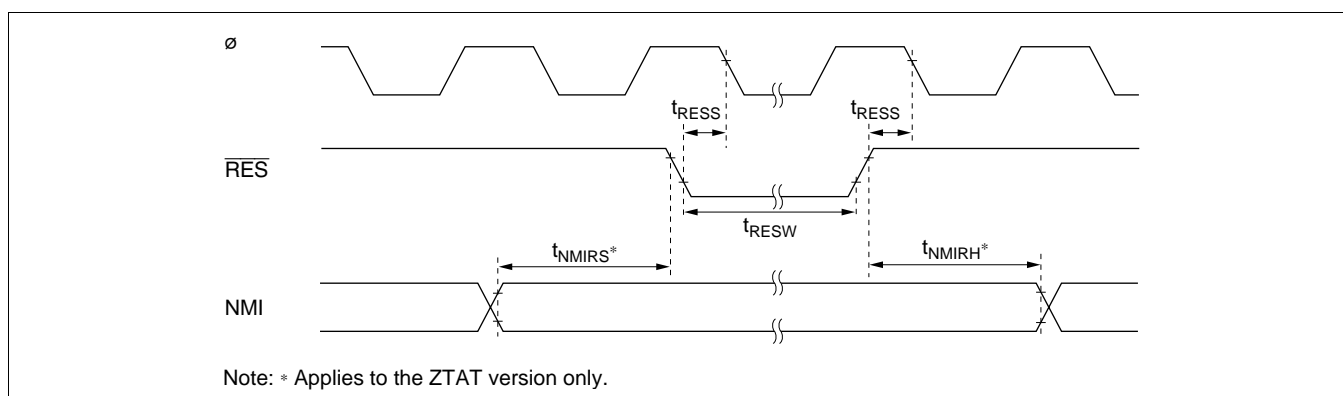 ø
tRESS tRESS
RES
tRESW
tNMIRS* tNMIRH*
NMI
Note: * Applies to the ZTAT version only.